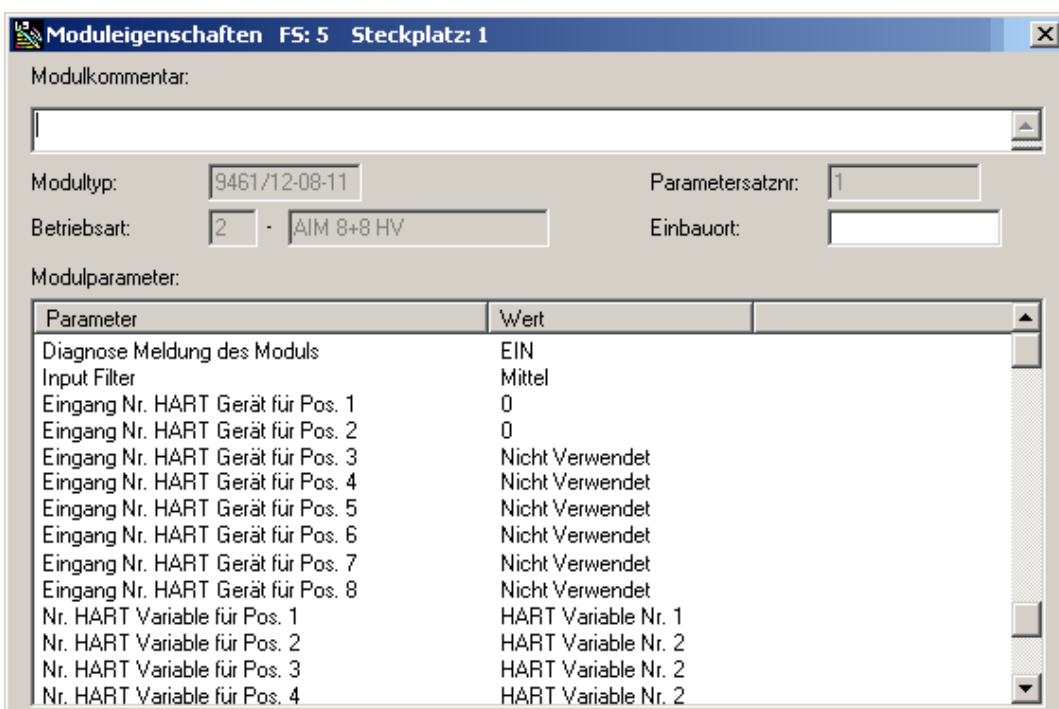 Moduleigenschaften FS: 5 Steckplatz: 1
Modulkommentar:
Modultyp: 9461/12-08-11 Parametersatznr: 1
Betriebsart: 2 - AIM 8+8 HV Einbauort:
Modulparameter:
Parameter Wert
Diagnose Meldung des Moduls EIN
Input Filter Mittel
Eingang Nr. HART Gerät für Pos. 1 0
Eingang Nr. HART Gerät für Pos. 2 0
Eingang Nr. HART Gerät für Pos. 3 Nicht Verwendet
Eingang Nr. HART Gerät für Pos. 4 Nicht Verwendet
Eingang Nr. HART Gerät für Pos. 5 Nicht Verwendet
Eingang Nr. HART Gerät für Pos. 6 Nicht Verwendet
Eingang Nr. HART Gerät für Pos. 7 Nicht Verwendet
Eingang Nr. HART Gerät für Pos. 8 Nicht Verwendet
Nr. HART Variable für Pos. 1 HART Variable Nr. 1
Nr. HART Variable für Pos. 2 HART Variable Nr. 2
Nr. HART Variable für Pos. 3 HART Variable Nr. 2
Nr. HART Variable für Pos. 4 HART Variable Nr. 2